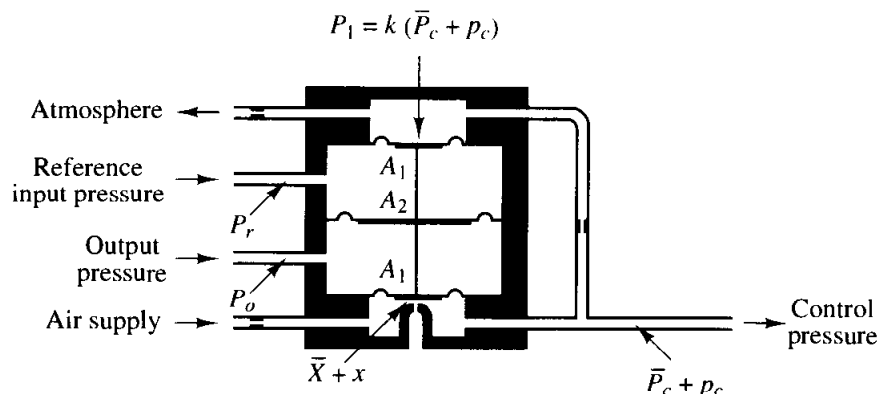 P₁ = k (P̄c + pc)
Atmosphere
A₁
Reference
input pressure
A₂
Pr
Output
pressure
A₁
Po
Air supply
Control
pressure
X̄ + x
P̄c + pc